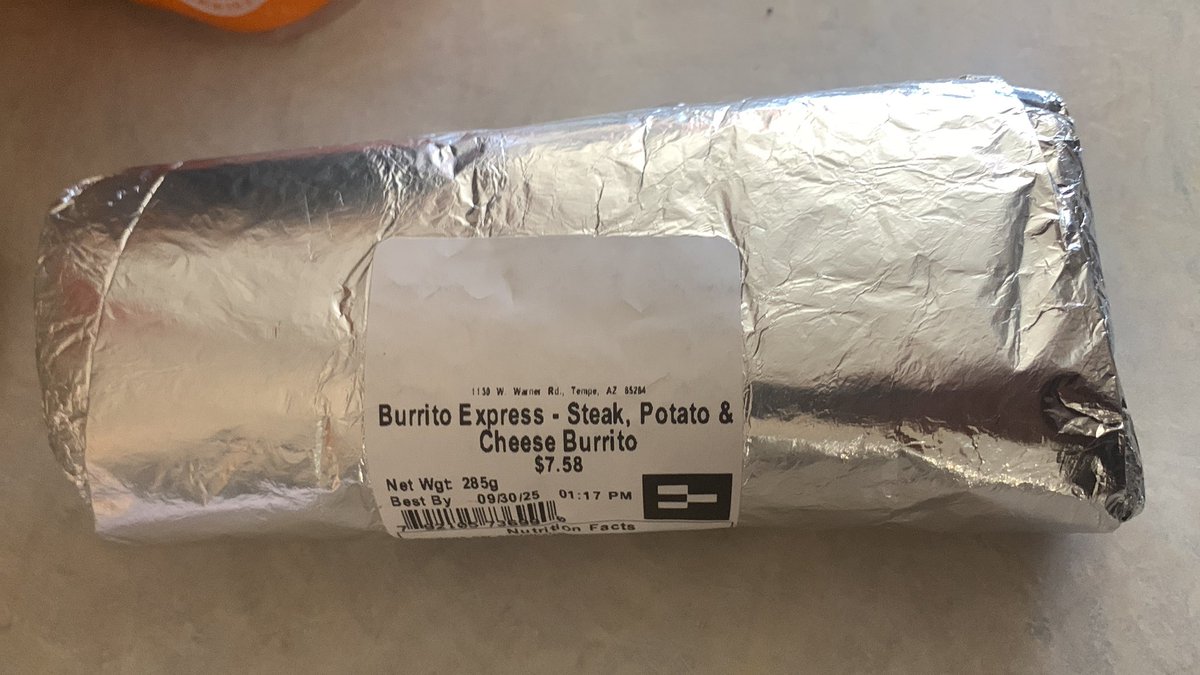 1130 W. Warner Rd., Tempe, AZ 85284
Burrito Express - Steak, Potato &
Cheese Burrito
$7.58
Net Wgt: 285g
Best By 09/30/25 01:17 PM
Nutrition Facts